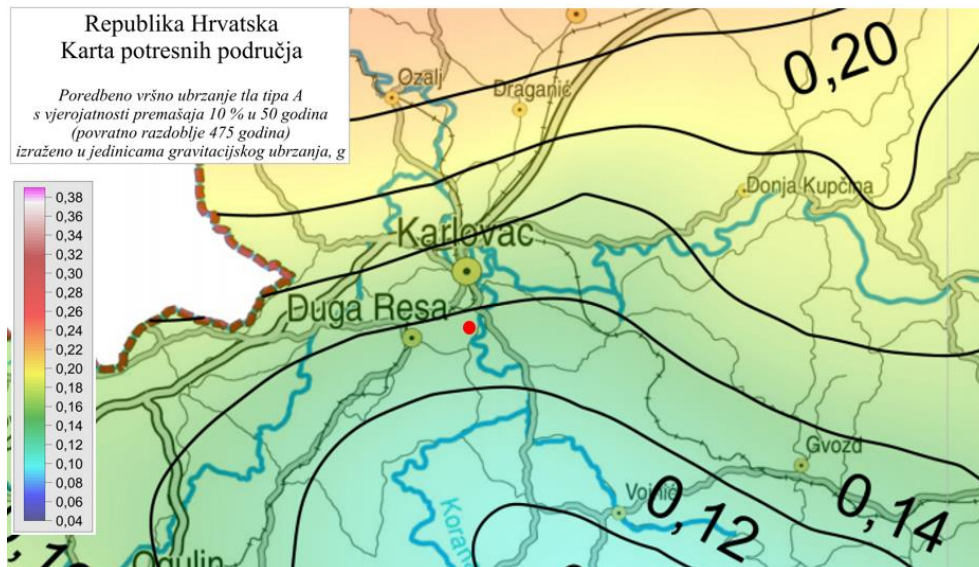 Republika Hrvatska
Karta potresnih područja
Poredbeno vršno ubrzanje tla tipa A
s vjerojatnosti premašaja 10 % u 50 godina
(povratno razdoblje 475 godina)
izraženo u jedinicama gravitacijskog ubrzanja, g
0,20
Ozalj
Draganić
Donja Kupčina
Karlovac
Duga Resa
0,38
0,36
0,34
0,32
0,30
0,28
0,26
0,24
0,22
0,20
0,18
0,16
0,14
0,12
0,10
0,08
0,06
0,04
Gvozd
Vojnić
0,14
0,12
Korana
Ogulin